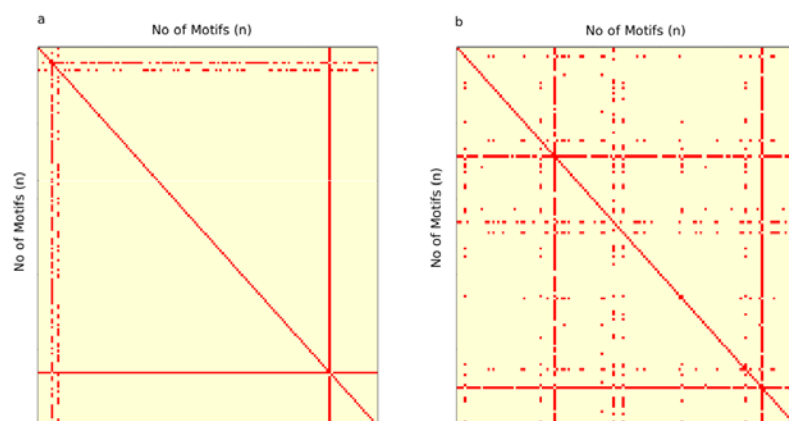 a
No of Motifs (n)
No of Motifs (n)
b
No of Motifs (n)
No of Motifs (n)